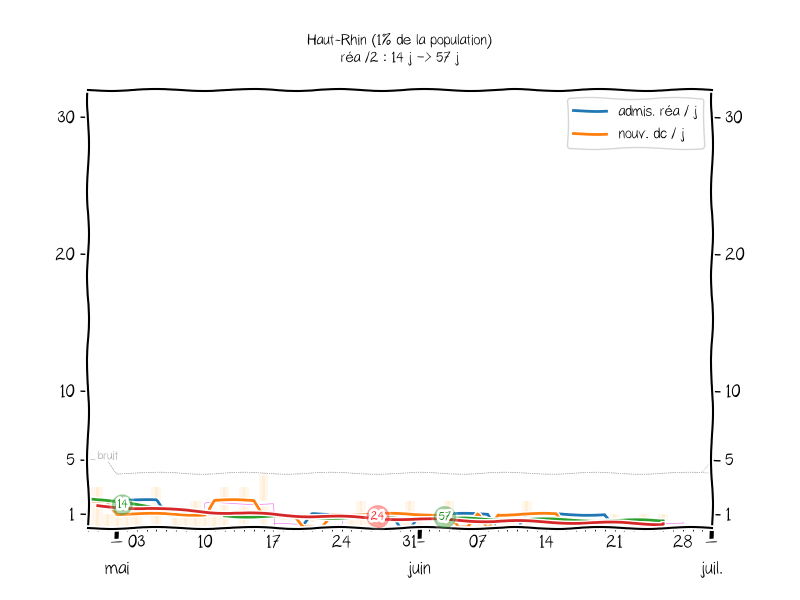 Haut-Rhin (1% de la population)
réa /2 : 14 j -> 57 j
30
30
admis. réa / j
nouv. dc / j
20
20
10
10
5
bruit
5
14
24
57
1
1
03 10 17 24 31 07 14 21 28
mai juin juil.